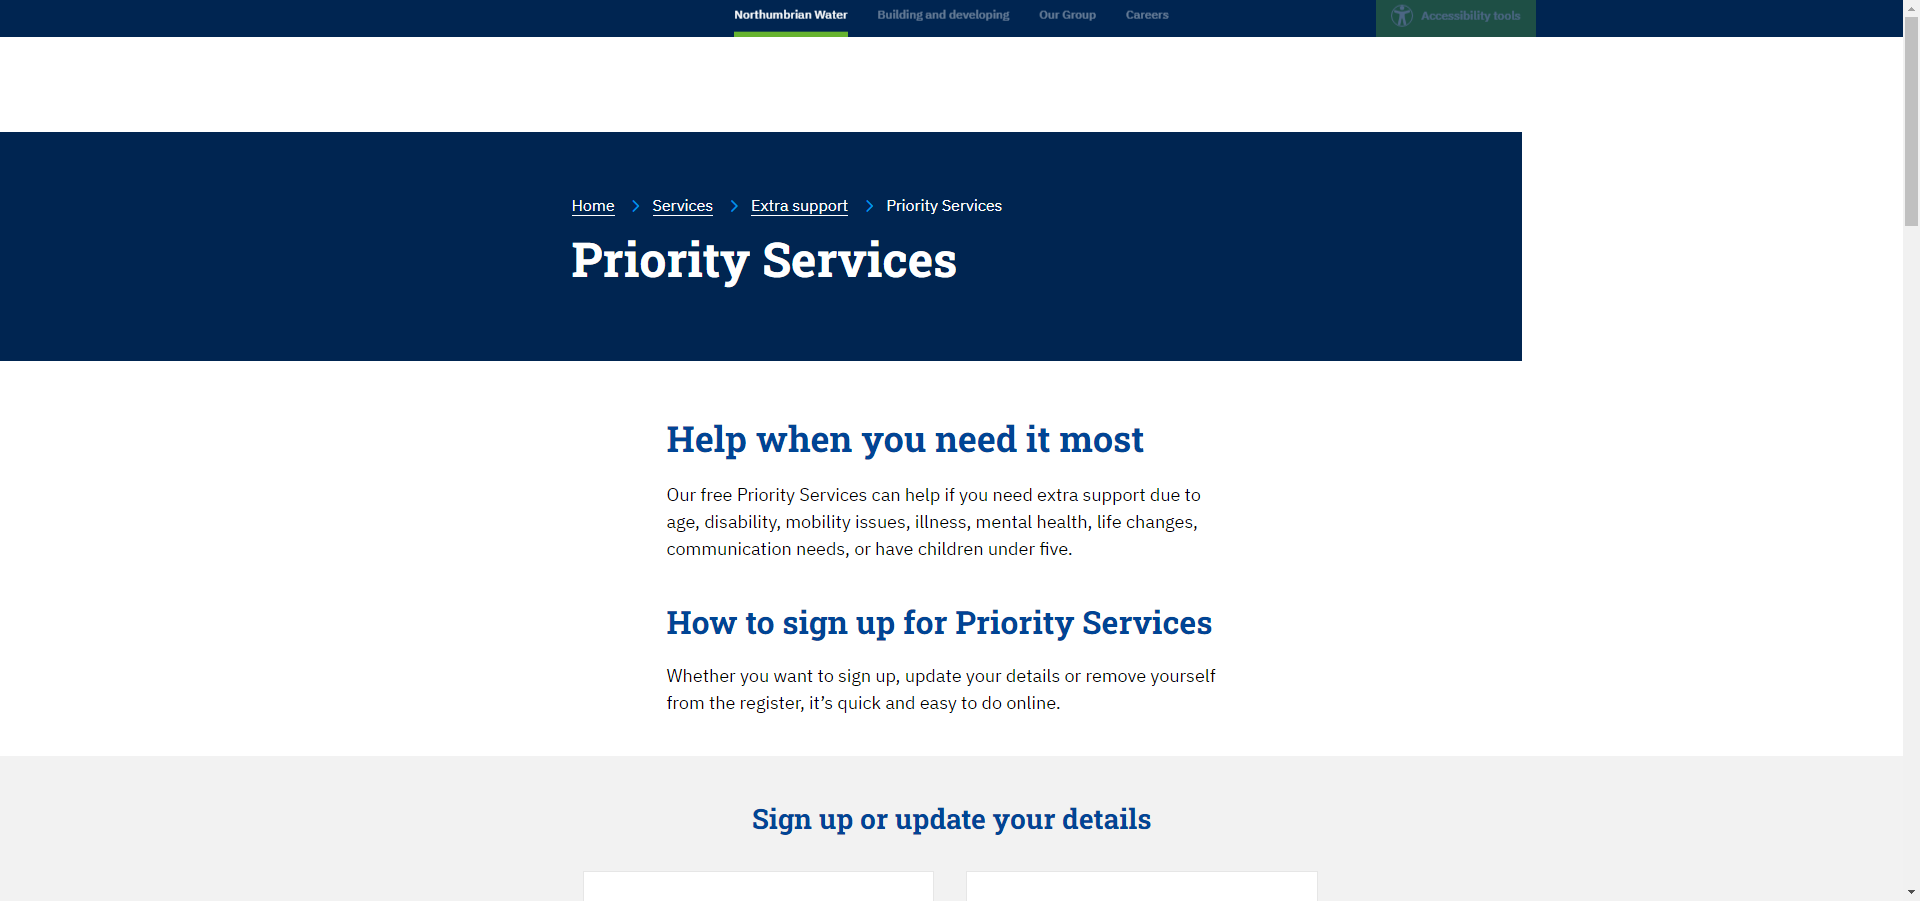 Northumbrian Water Building and developing Our Group Careers Accessibility tools
Home Services Extra support Priority Services
Priority Services
Help when you need it most
Our free Priority Services can help if you need extra support due to
age, disability, mobility issues, illness, mental health, life changes,
communication needs, or have children under five.
How to sign up for Priority Services
Whether you want to sign up, update your details or remove yourself
from the register, it’s quick and easy to do online.
Sign up or update your details